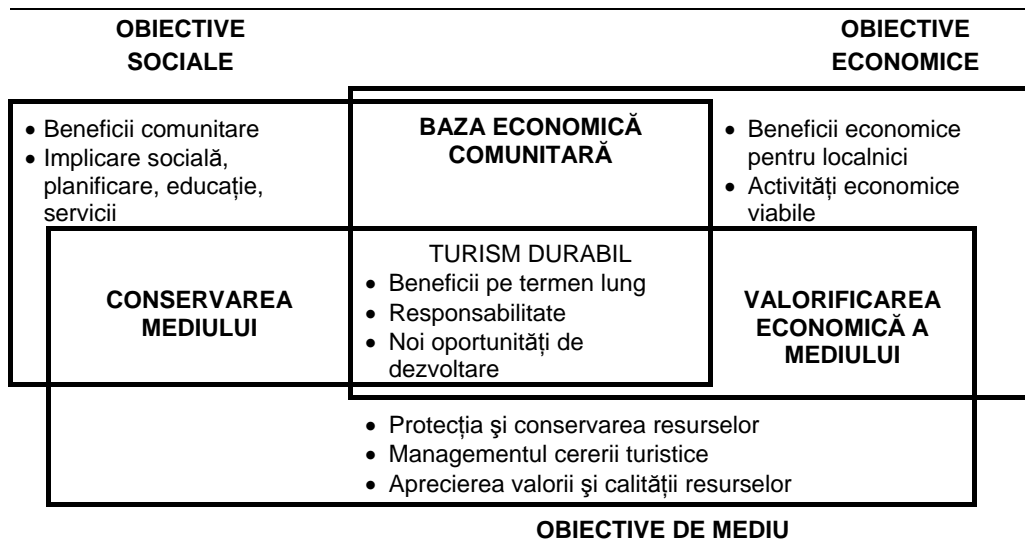 OBIECTIVE
SOCIALE
OBIECTIVE
ECONOMICE
• Beneficii comunitare
• Implicare socială,
planificare, educație,
servicii
BAZA ECONOMICĂ
COMUNITARĂ
• Beneficii economice
pentru localnici
• Activități economice
viabile
CONSERVAREA
MEDIULUI
TURISM DURABIL
• Beneficii pe termen lung
• Responsabilitate
• Noi oportunități de
dezvoltare
VALORIFICAREA
ECONOMICĂ A
MEDIULUI
• Protecția şi conservarea resurselor
• Managementul cererii turistice
• Aprecierea valorii şi calității resurselor
OBIECTIVE DE MEDIU